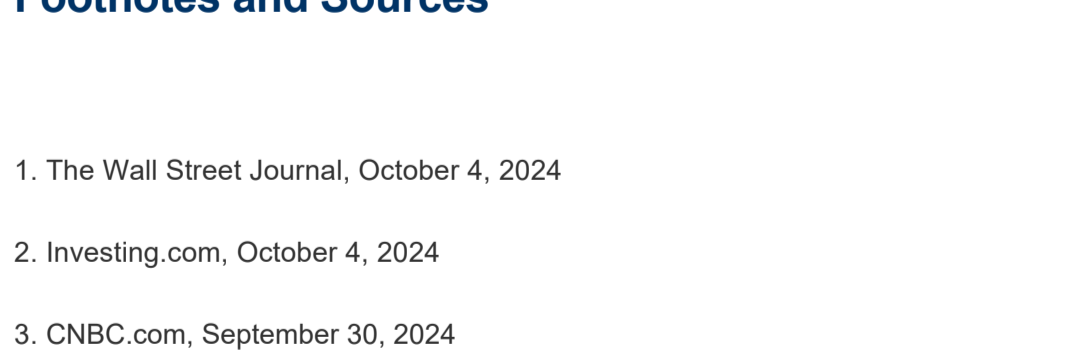 Footnotes and Sources
1. The Wall Street Journal, October 4, 2024
2. Investing.com, October 4, 2024
3. CNBC.com, September 30, 2024